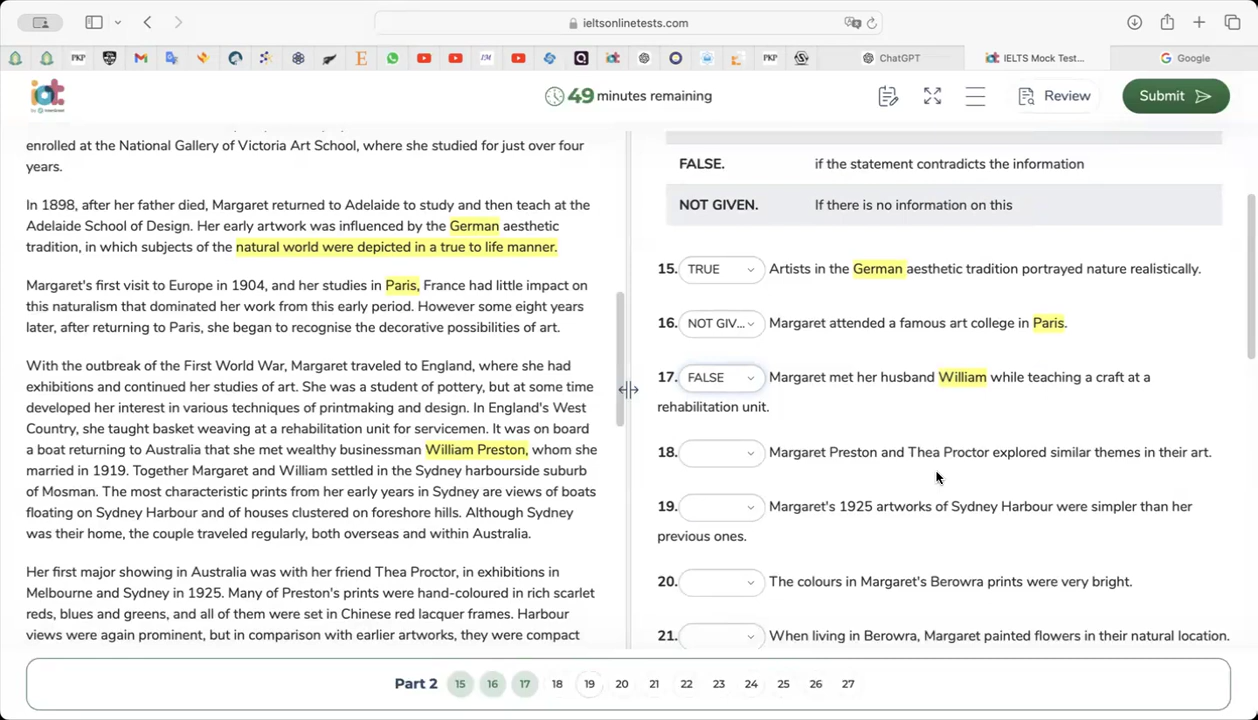 ieltsonlinetests.com
PKP
IM
PKP
ChatGPT
IELTS Mock Test...
Google
iot
49 minutes remaining
Review
Submit
enrolled at the National Gallery of Victoria Art School, where she studied for just over four
years.
In 1898, after her father died, Margaret returned to Adelaide to study and then teach at the
Adelaide School of Design. Her early artwork was influenced by the German aesthetic
tradition, in which subjects of the natural world were depicted in a true to life manner.
Margaret's first visit to Europe in 1904, and her studies in Paris, France had little impact on
this naturalism that dominated her work from this early period. However some eight years
later, after returning to Paris, she began to recognise the decorative possibilities of art.
With the outbreak of the First World War, Margaret traveled to England, where she had
exhibitions and continued her studies of art. She was a student of pottery, but at some time
developed her interest in various techniques of printmaking and design. In England's West
Country, she taught basket weaving at a rehabilitation unit for servicemen. It was on board
a boat returning to Australia that she met wealthy businessman William Preston, whom she
married in 1919. Together Margaret and William settled in the Sydney harbourside suburb
of Mosman. The most characteristic prints from her early years in Sydney are views of boats
floating on Sydney Harbour and of houses clustered on foreshore hills. Although Sydney
was their home, the couple traveled regularly, both overseas and within Australia.
Her first major showing in Australia was with her friend Thea Proctor, in exhibitions in
Melbourne and Sydney in 1925. Many of Preston's prints were hand-coloured in rich scarlet
reds, blues and greens, and all of them were set in Chinese red lacquer frames. Harbour
views were again prominent, but in comparison with earlier artworks, they were compact
FALSE. if the statement contradicts the information
NOT GIVEN. If there is no information on this
15. TRUE Artists in the German aesthetic tradition portrayed nature realistically.
16. NOT GIV... Margaret attended a famous art college in Paris.
17. FALSE Margaret met her husband William while teaching a craft at a
rehabilitation unit.
18. Margaret Preston and Thea Proctor explored similar themes in their art.
19. Margaret's 1925 artworks of Sydney Harbour were simpler than her
previous ones.
20. The colours in Margaret's Berowra prints were very bright.
21. When living in Berowra, Margaret painted flowers in their natural location.
Part 2 15 16 17 18 19 20 21 22 23 24 25 26 27